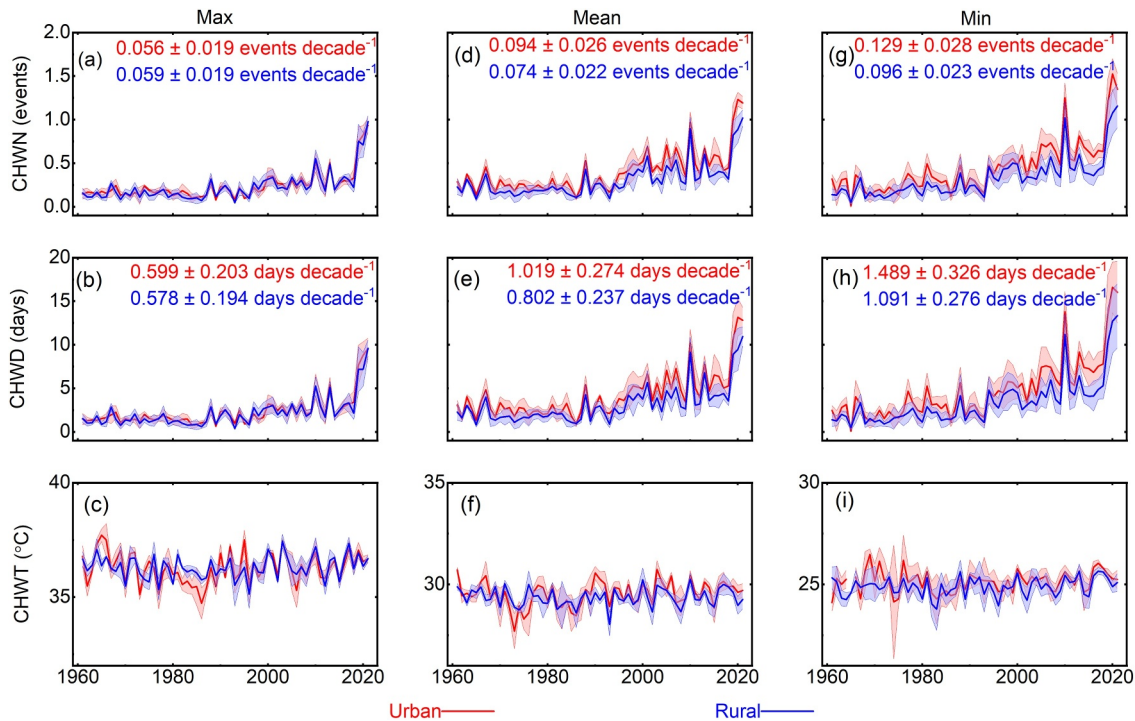 Max Mean Min
2.0
(a) 0.056 ± 0.019 events decade⁻¹
0.059 ± 0.019 events decade⁻¹
(d) 0.094 ± 0.026 events decade⁻¹
0.074 ± 0.022 events decade⁻¹
(g) 0.129 ± 0.028 events decade⁻¹
0.096 ± 0.023 events decade⁻¹
1.5
1.0
0.5
0.0
CHWN (events)
20
(b) 0.599 ± 0.203 days decade⁻¹
0.578 ± 0.194 days decade⁻¹
(e) 1.019 ± 0.274 days decade⁻¹
0.802 ± 0.237 days decade⁻¹
(h) 1.489 ± 0.326 days decade⁻¹
1.091 ± 0.276 days decade⁻¹
15
10
5
0
CHWD (days)
40
(c)
35
CHWT (°C)
35
(f)
30
(i)
25
1960 1980 2000 2020
1960 1980 2000 2020
1960 1980 2000 2020
Urban Rural